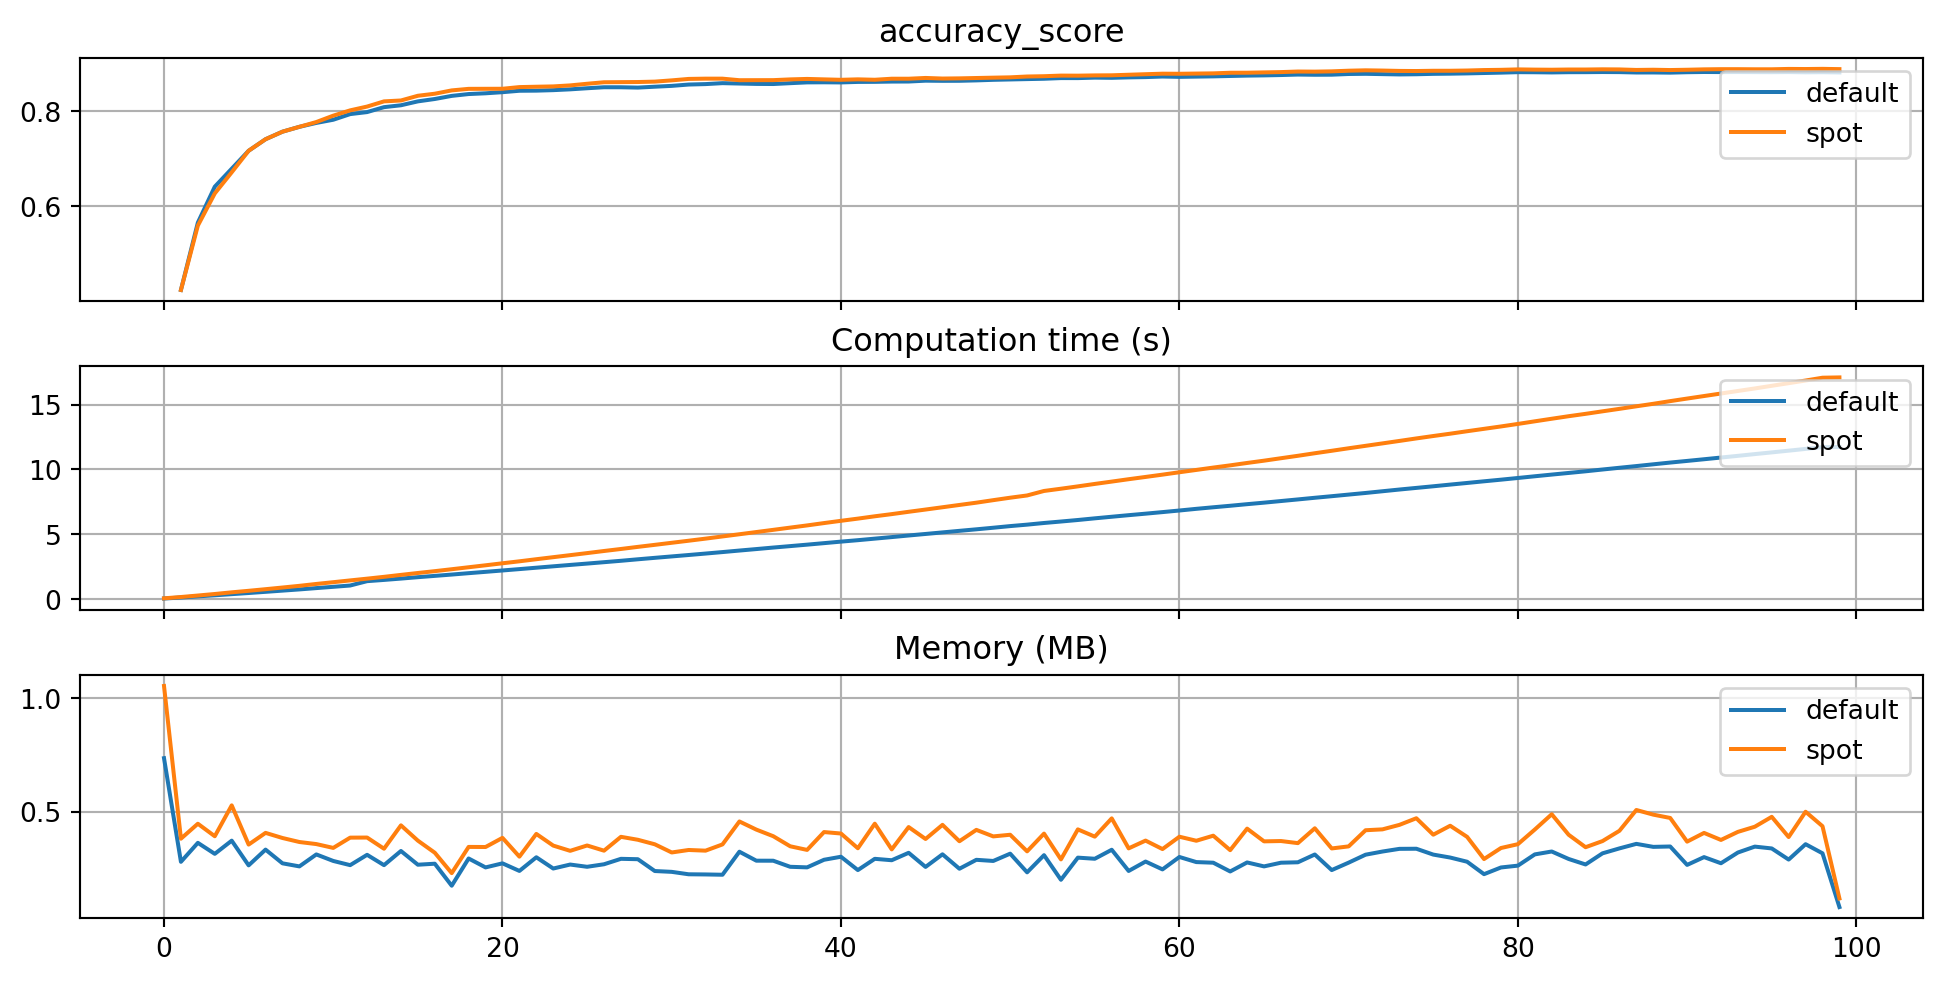 accuracy_score
0.8
0.6
default
spot
Computation time (s)
15
10
5
0
default
spot
Memory (MB)
1.0
0.5
default
spot
0 20 40 60 80 100